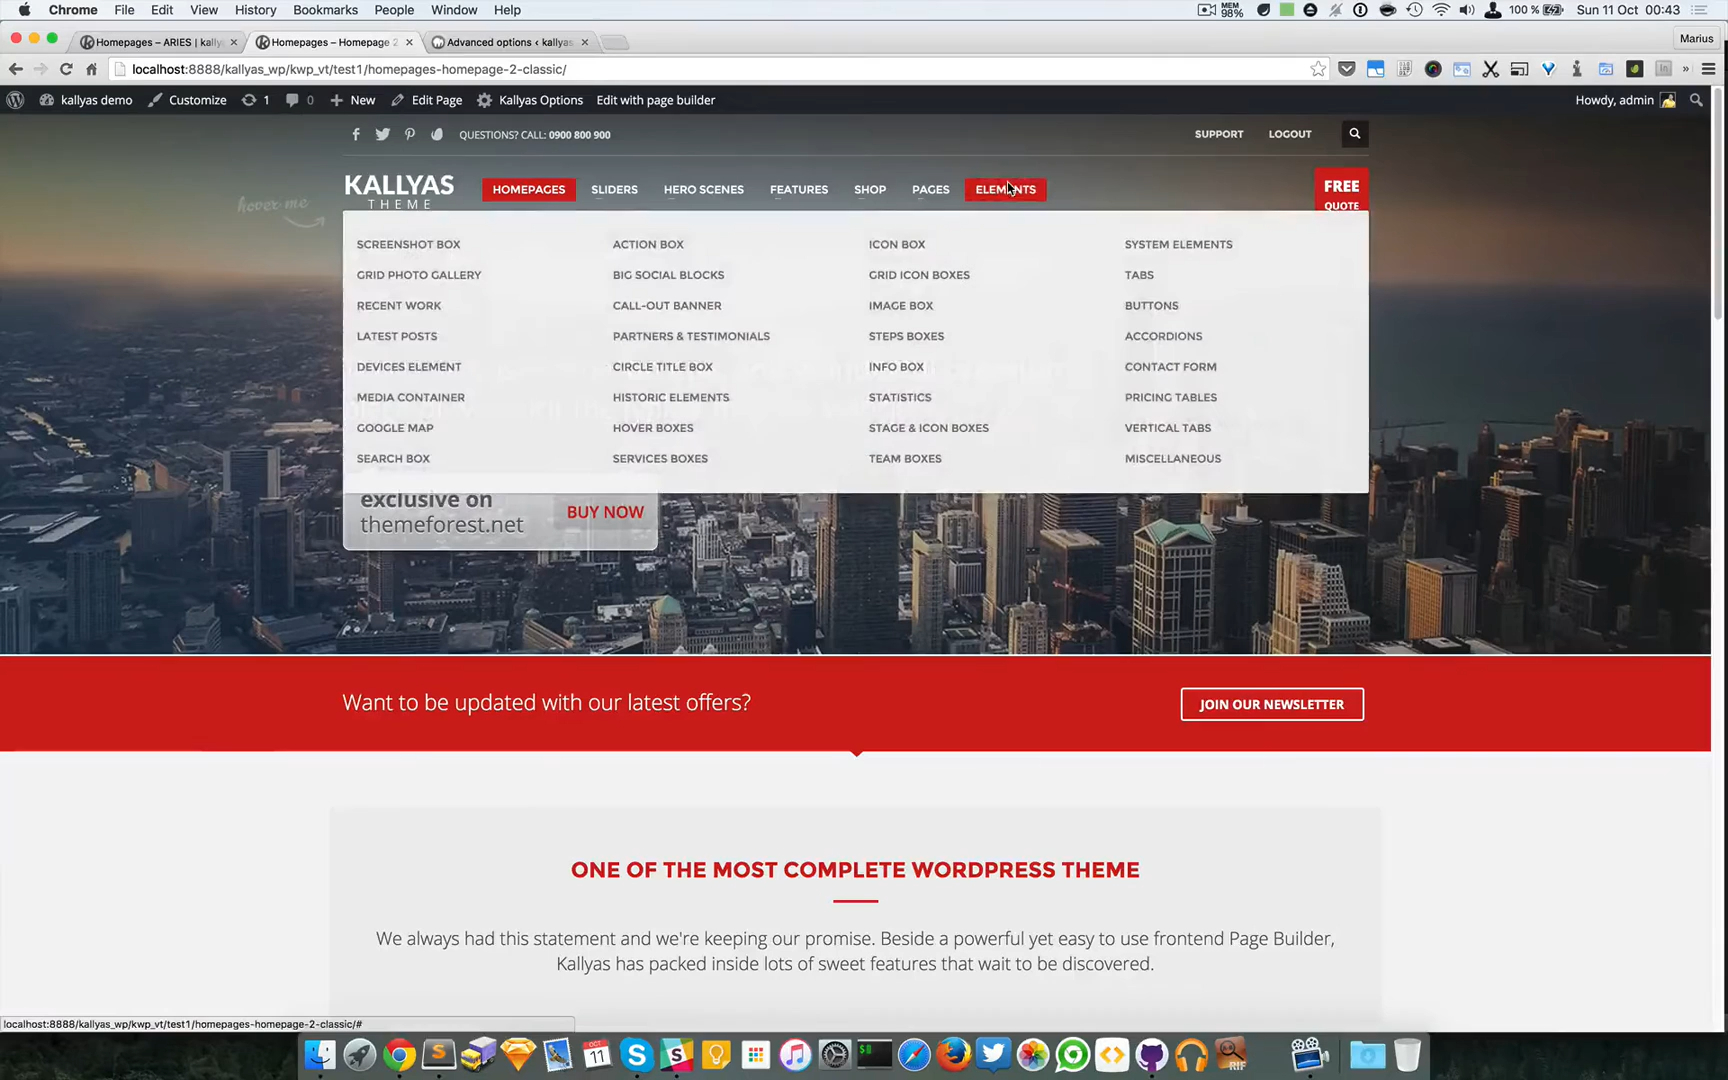 Chrome File Edit View History Bookmarks People Window Help
MEM 98% 100 % Sun 11 Oct 00:43
Homepages – ARIES | kally
Homepages – Homepage 2
Advanced options ‹ kallyas
Marius
localhost:8888/kallyas_wp/kwp_vt/test1/homepages-homepage-2-classic/
kallyas demo Customize 1 0 New Edit Page Kallyas Options Edit with page builder Howdy, admin
QUESTIONS? CALL: 0900 800 900 SUPPORT LOGOUT
KALLYAS
THEME
hover me
HOMEPAGES SLIDERS HERO SCENES FEATURES SHOP PAGES ELEMENTS
FREE
QUOTE
SCREENSHOT BOX ACTION BOX ICON BOX SYSTEM ELEMENTS
GRID PHOTO GALLERY BIG SOCIAL BLOCKS GRID ICON BOXES TABS
RECENT WORK CALL-OUT BANNER IMAGE BOX BUTTONS
LATEST POSTS PARTNERS & TESTIMONIALS STEPS BOXES ACCORDIONS
DEVICES ELEMENT CIRCLE TITLE BOX INFO BOX CONTACT FORM
MEDIA CONTAINER HISTORIC ELEMENTS STATISTICS PRICING TABLES
GOOGLE MAP HOVER BOXES STAGE & ICON BOXES VERTICAL TABS
SEARCH BOX SERVICES BOXES TEAM BOXES MISCELLANEOUS
exclusive on
themeforest.net
BUY NOW
Want to be updated with our latest offers?
JOIN OUR NEWSLETTER
ONE OF THE MOST COMPLETE WORDPRESS THEME
We always had this statement and we're keeping our promise. Beside a powerful yet easy to use frontend Page Builder,
Kallyas has packed inside lots of sweet features that wait to be discovered.
localhost:8888/kallyas_wp/kwp_vt/test1/homepages-homepage-2-classic/#
OCT
11
RIF